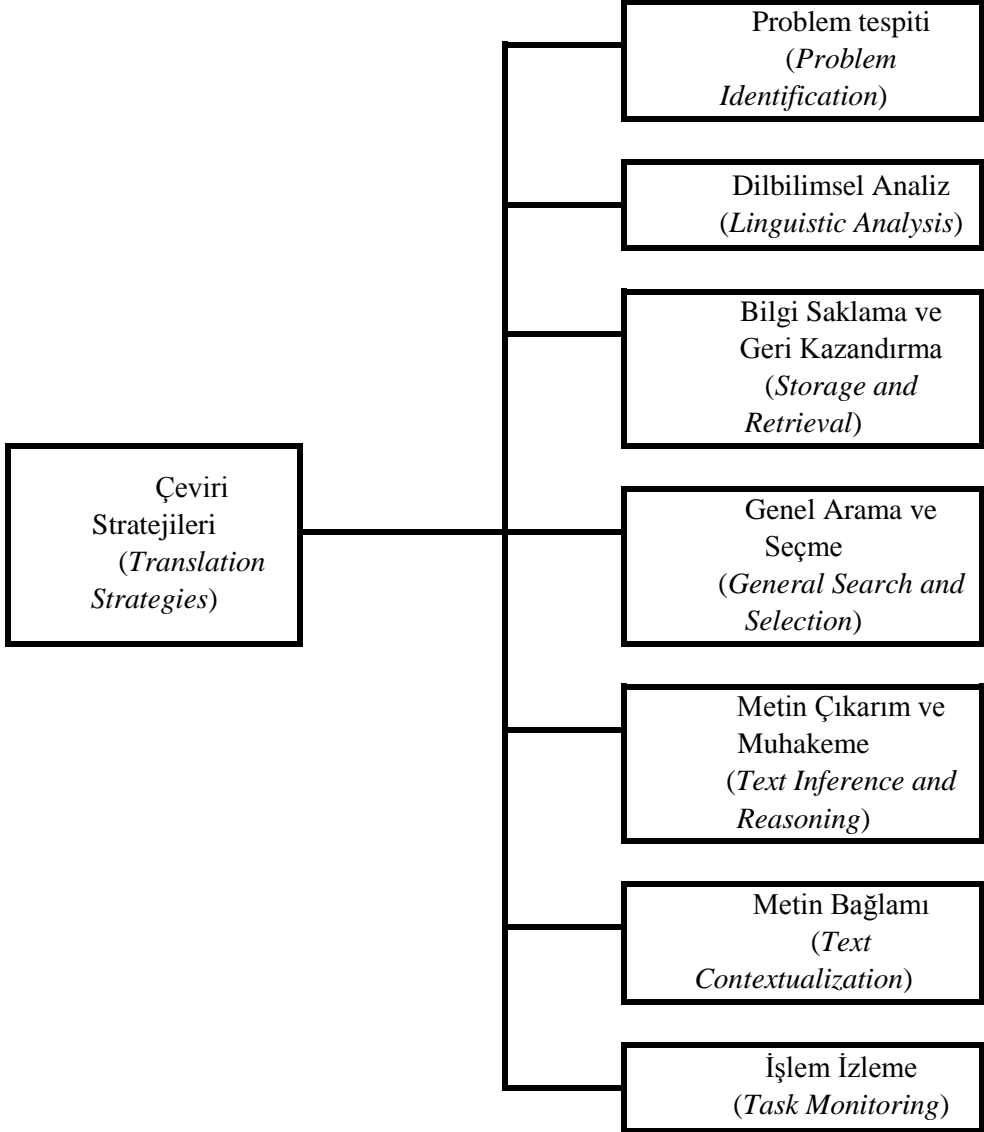 Problem tespiti
(Problem
Identification)
Dilbilimsel Analiz
(Linguistic Analysis)
Bilgi Saklama ve
Geri Kazandırma
(Storage and
Retrieval)
Çeviri
Stratejileri
(Translation
Strategies)
Genel Arama ve
Seçme
(General Search and
Selection)
Metin Çıkarım ve
Muhakeme
(Text Inference and
Reasoning)
Metin Bağlamı
(Text
Contextualization)
İşlem İzleme
(Task Monitoring)